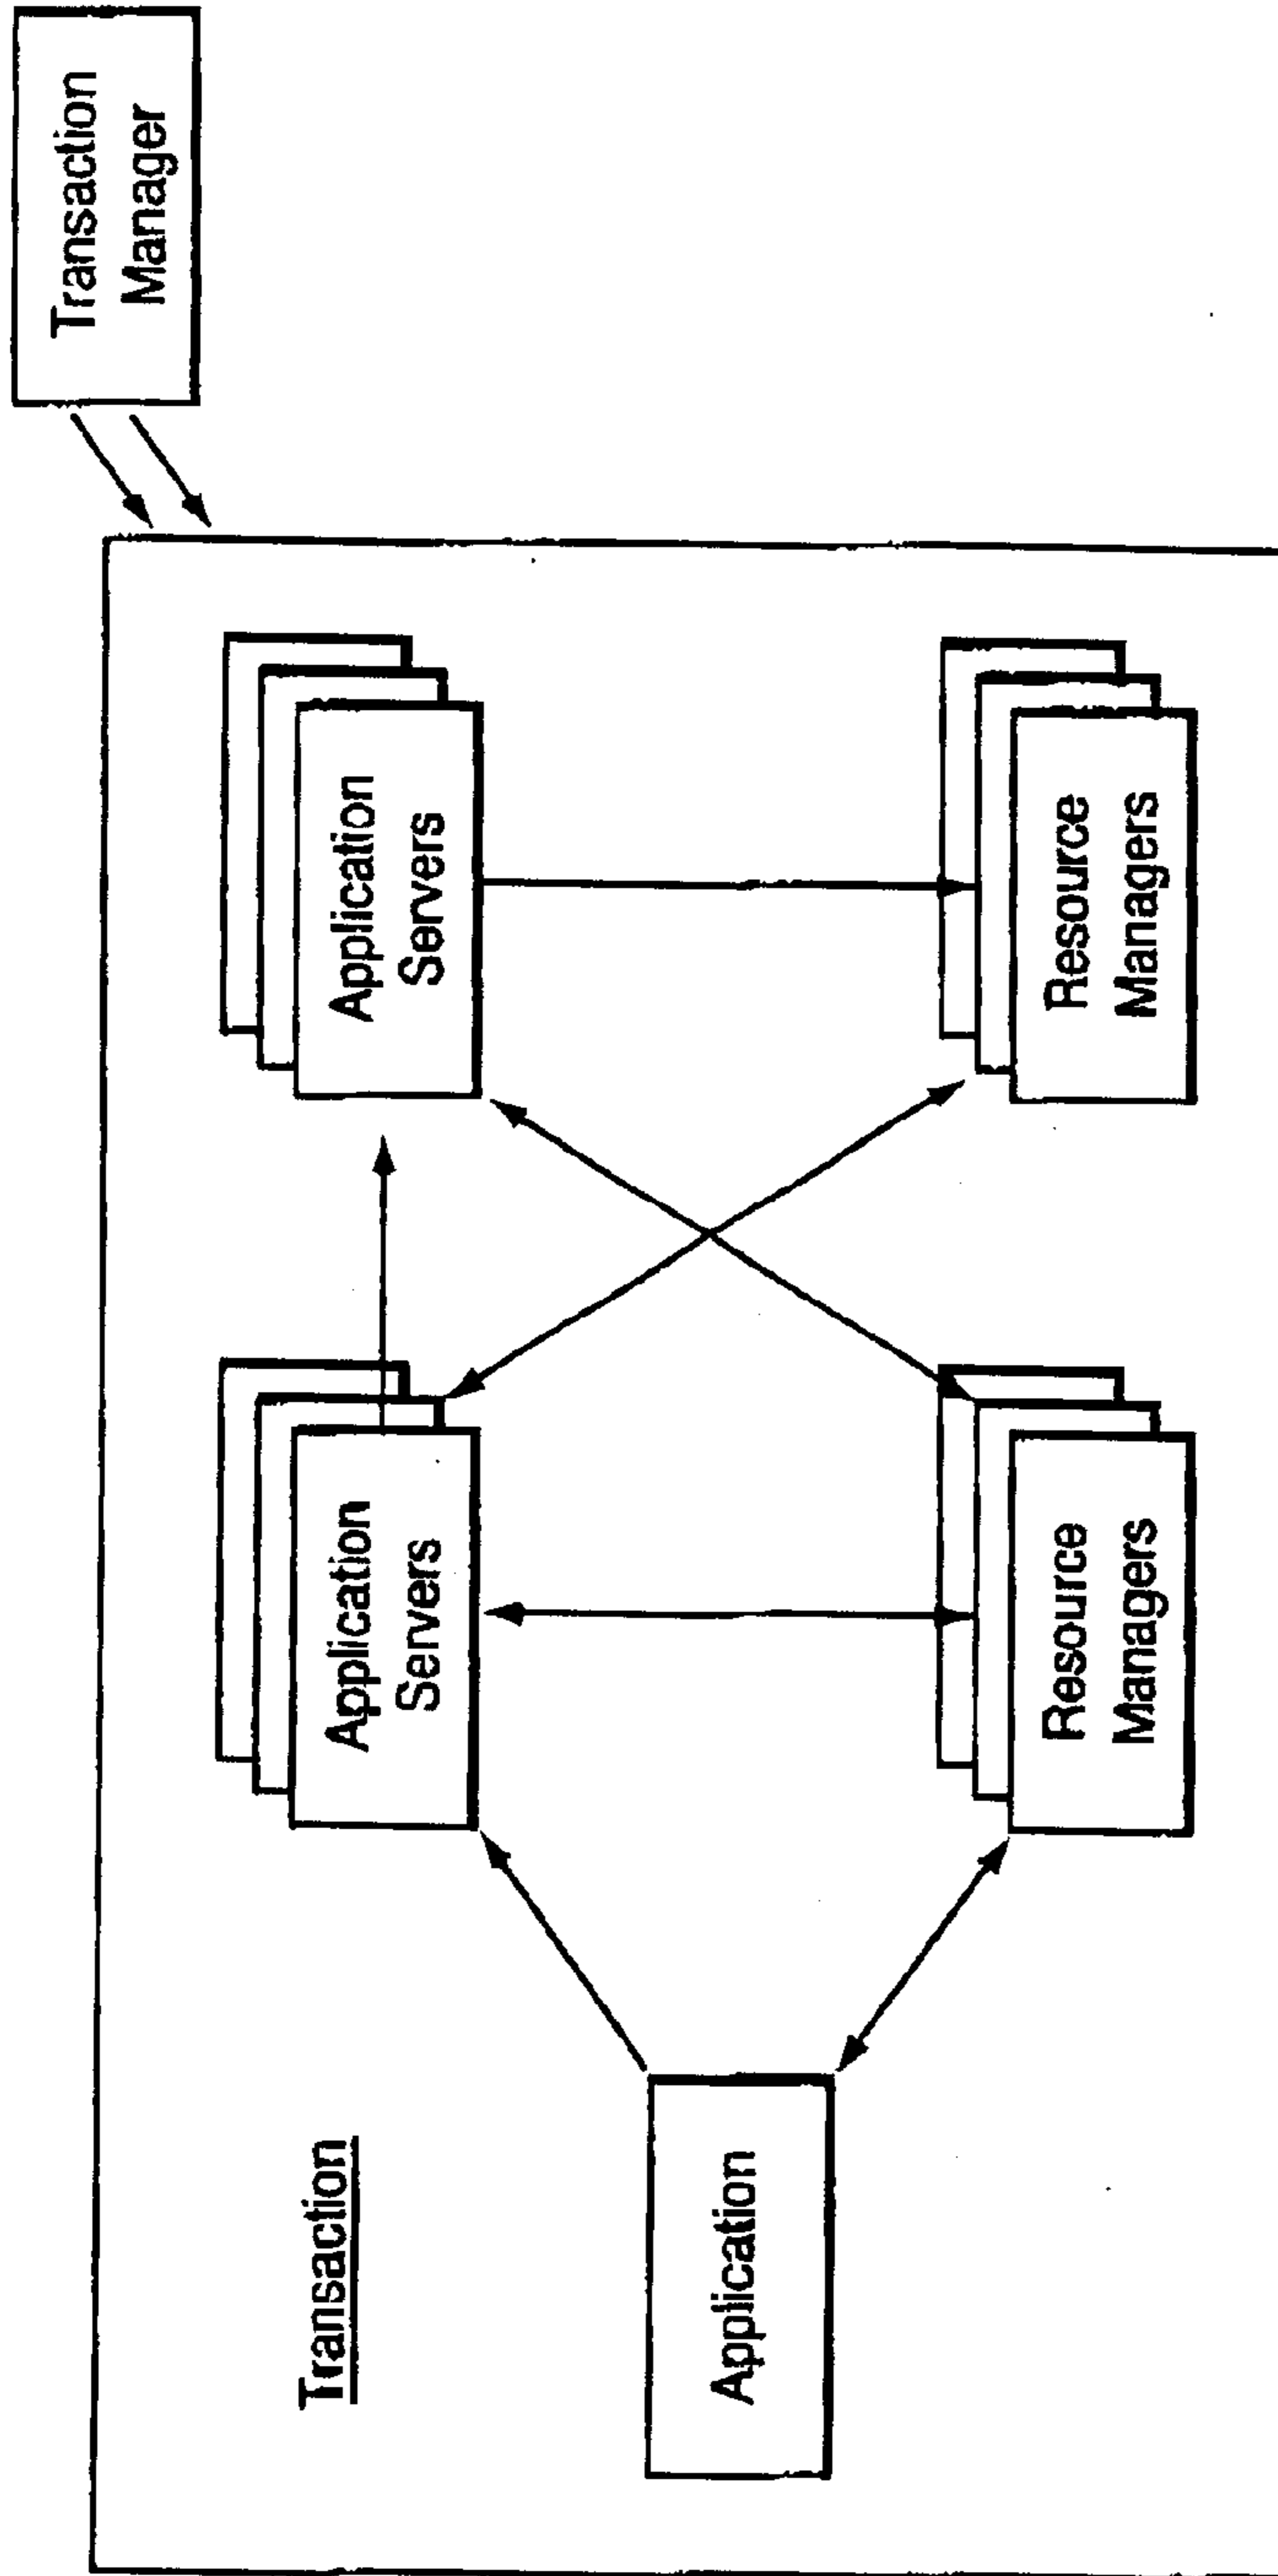 Transaction
Manager
Transaction
Application
Servers
Application
Servers
Application
Resource
Managers
Resource
Managers